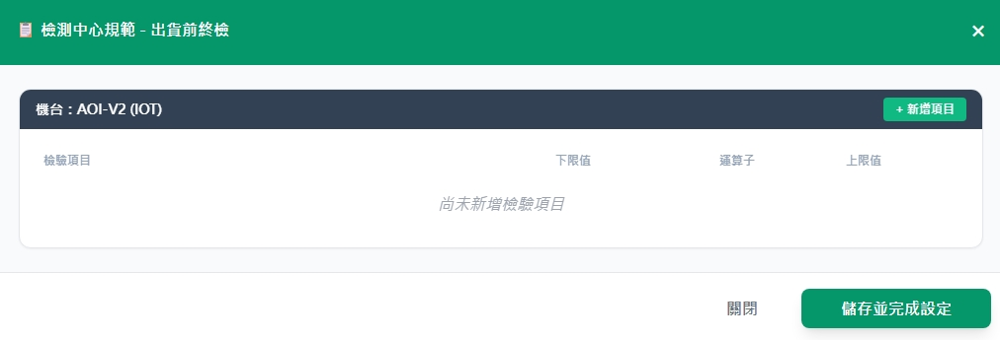 檢測中心規範 - 出貨前終檢
×
機台：AOI-V2 (IOT)
+ 新增項目
檢驗項目 下限值 運算子 上限值
尚未新增檢驗項目
關閉
儲存並完成設定